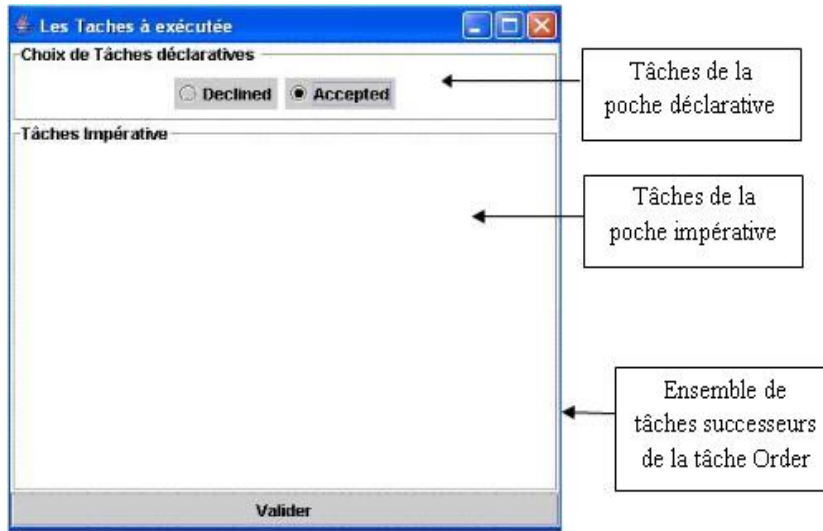 Les Taches à exécutée
Choix de Tâches déclaratives
Declined
Accepted
Tâches Impérative
Valider
Tâches de la
poche déclarative
Tâches de la
poche impérative
Ensemble de
tâches successeurs
de la tâche Order